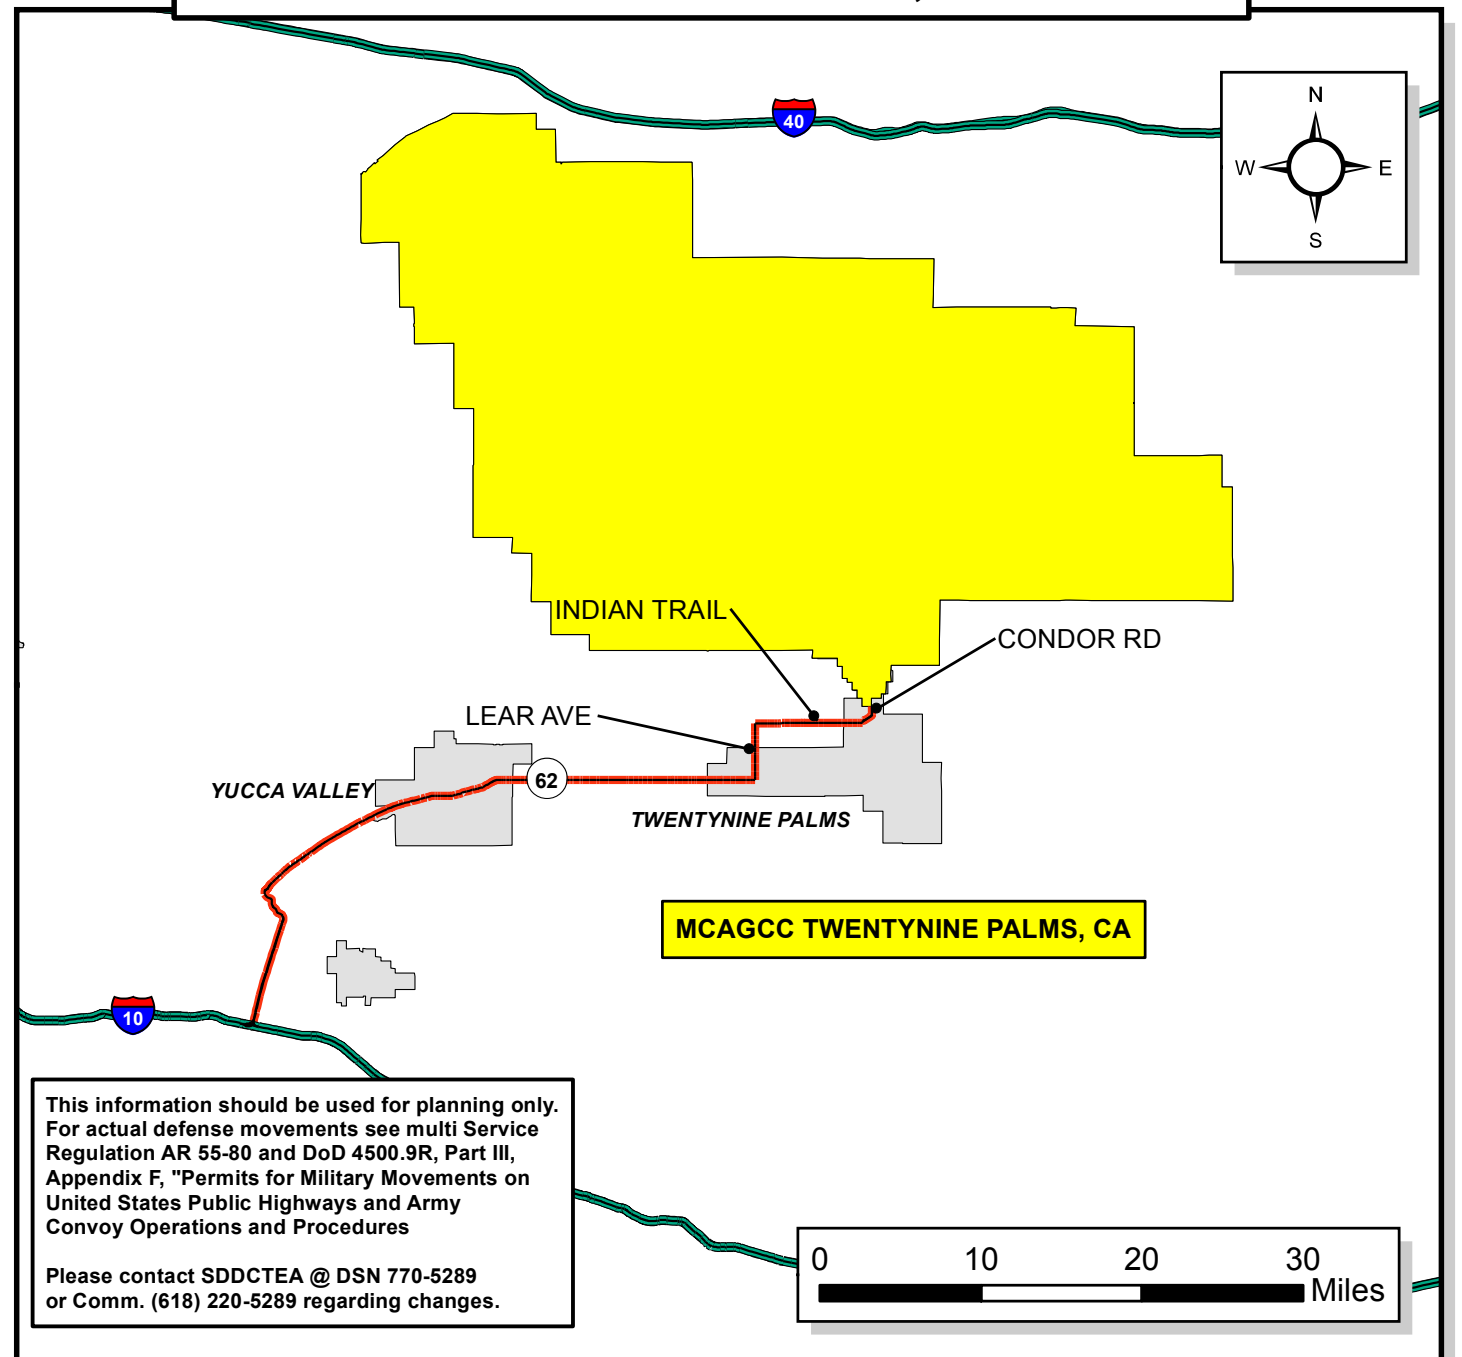 40
N
W E
S
INDIAN TRAIL
CONDOR RD
LEAR AVE
62
YUCCA VALLEY
TWENTYNINE PALMS
MCAGCC TWENTYNINE PALMS, CA
10
This information should be used for planning only.
For actual defense movements see multi Service
Regulation AR 55-80 and DoD 4500.9R, Part III,
Appendix F, "Permits for Military Movements on
United States Public Highways and Army
Convoy Operations and Procedures
Please contact SDDCTEA @ DSN 770-5289
or Comm. (618) 220-5289 regarding changes.
0 10 20 30
Miles